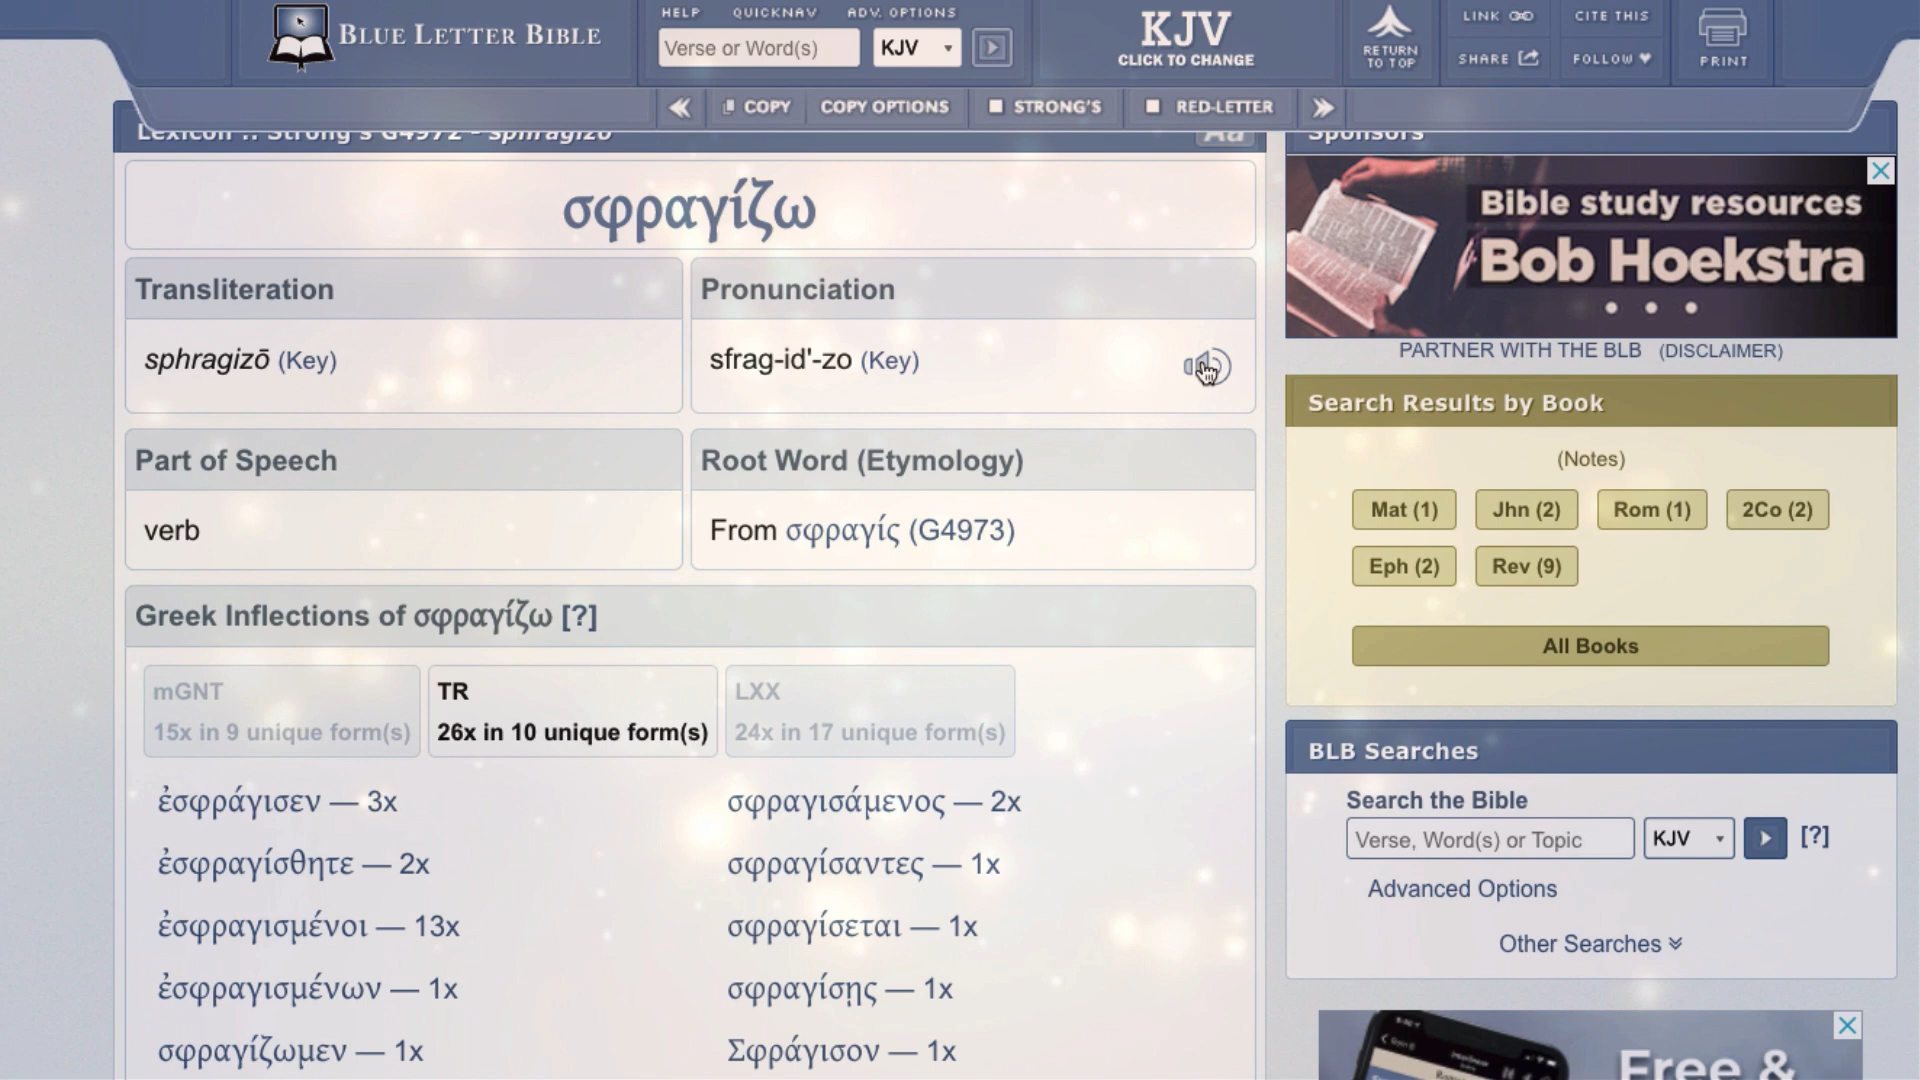 HELP QUICKNAV ADV. OPTIONS
BLUE LETTER BIBLE
Verse or Word(s) KJV
KJV
CLICK TO CHANGE
RETURN
TO TOP
LINK CITE THIS
SHARE FOLLOW
PRINT
COPY COPY OPTIONS STRONG'S RED-LETTER
Lexicon :: Strong's G4972 - sphragizō
Aa
σφραγίζω
Transliteration
sphragizō (Key)
Pronunciation
sfrag-id'-zo (Key)
Part of Speech
verb
Root Word (Etymology)
From σφραγίς (G4973)
Greek Inflections of σφραγίζω [?]
mGNT
15x in 9 unique form(s)
TR
26x in 10 unique form(s)
LXX
24x in 17 unique form(s)
ἐσφράγισεν — 3x
ἐσφραγίσθητε — 2x
ἐσφραγισμένοι — 13x
ἐσφραγισμένων — 1x
σφραγίζωμεν — 1x
σφραγισάμενος — 2x
σφραγίσαντες — 1x
σφραγίσεται — 1x
σφραγίσῃς — 1x
Σφράγισον — 1x
Sponsors
Bible study resources
Bob Hoekstra
PARTNER WITH THE BLB (DISCLAIMER)
Search Results by Book
(Notes)
Mat (1) Jhn (2) Rom (1) 2Co (2)
Eph (2) Rev (9)
All Books
BLB Searches
Search the Bible
Verse, Word(s) or Topic KJV [?]
Advanced Options
Other Searches
Free &